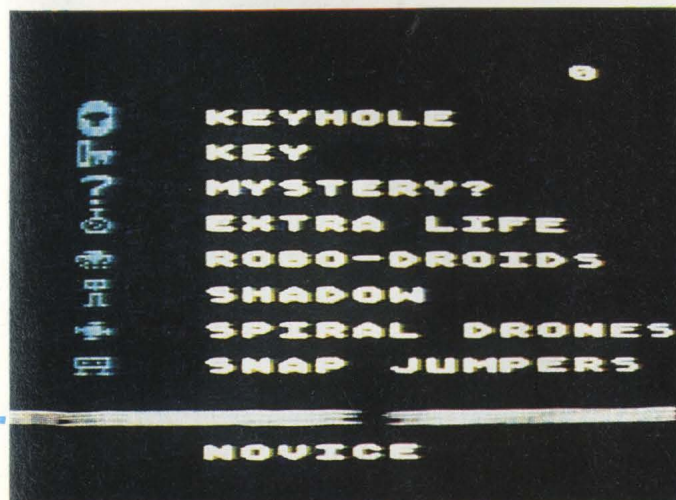 0
KEYHOLE
KEY
MYSTERY?
EXTRA LIFE
ROBO-DROIDS
SHADOW
SPIRAL DRONES
SNAP JUMPERS
NOVICE